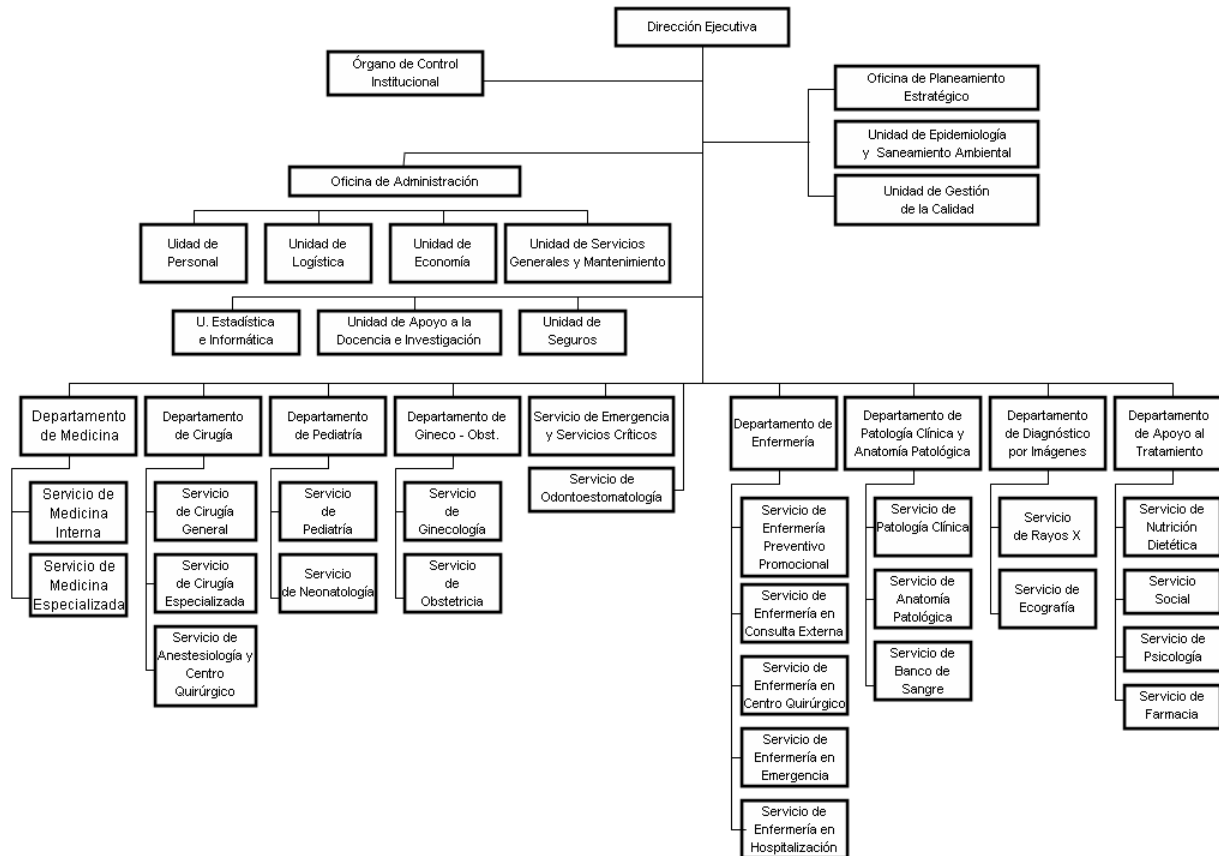 Dirección Ejecutiva
Órgano de Control
Institucional
Oficina de Planeamiento
Estratégico
Unidad de Epidemiología
y Saneamiento Ambiental
Unidad de Gestión
de la Calidad
Oficina de Administración
Uidad de
Personal
Unidad de
Logística
Unidad de
Economía
Unidad de Servicios
Generales y Mantenimiento
U. Estadística
e Informática
Unidad de Apoyo a la
Docencia e Investigación
Unidad de
Seguros
Departamento
de Medicina
Departamento
de Cirugía
Departamento
de Pediatría
Departamento de
Gineco - Obst.
Servicio de Emergencia
y Servicios Críticos
Departamento de
Enfermería
Departamento de
Patología Clínica y
Anatomía Patológica
Departamento
de Diagnóstico
por Imágenes
Departamento
de Apoyo al
Tratamiento
Servicio de
Medicina
Interna
Servicio de
Medicina
Especializada
Servicio
de Cirugía
General
Servicio
de Cirugía
Especializada
Servicio de
Anestesiología y
Centro
Quirúrgico
Servicio
de
Pediatría
Servicio
de Neonatología
Servicio
de
Ginecología
Servicio
de
Obstetricia
Servicio de
Odontoestomatología
Servicio de
Enfermería
Preventivo
Promocional
Servicio de
Enfermería en
Consulta Externa
Servicio de
Enfermería en
Centro Quirúrgico
Servicio de
Enfermería en
Emergencia
Servicio de
Enfermería en
Hospitalización
Servicio de
Patología Clínica
Servicio de
Anatomía
Patológica
Servicio de
Banco de
Sangre
Servicio
de Rayos X
Servicio de
Ecografía
Servicio de
Nutrición
Dietética
Servicio
Social
Servicio de
Psicología
Servicio de
Farmacia